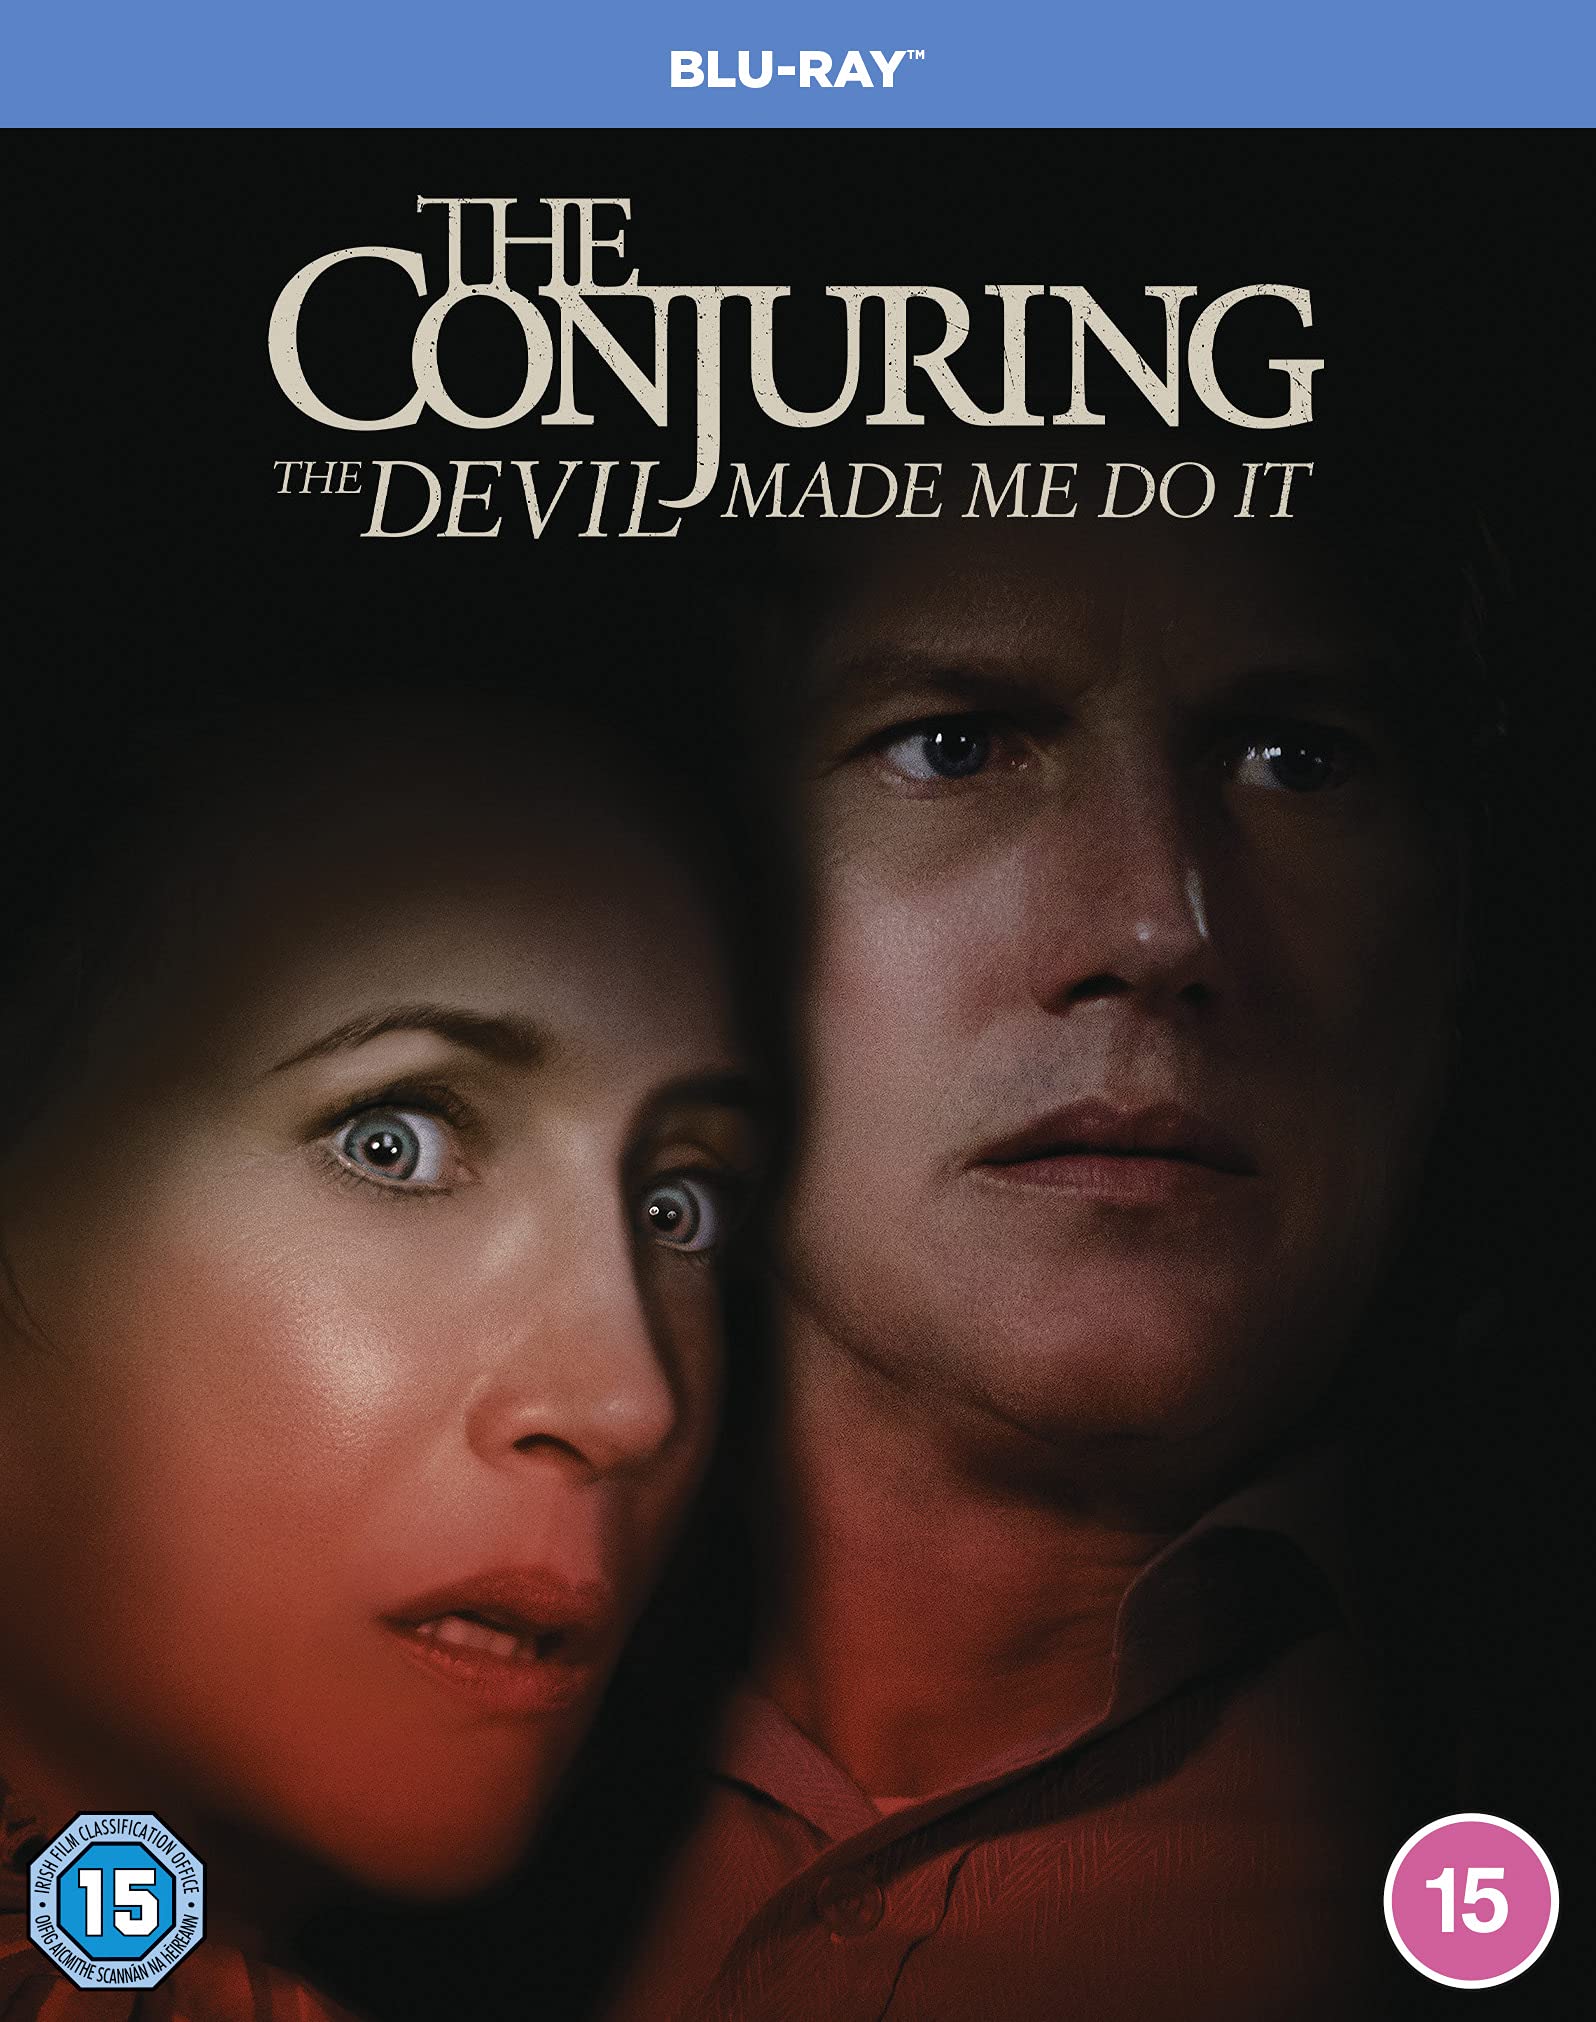 BLU-RAY™
THE
CONJURING
THE DEVIL MADE ME DO IT
IRISH FILM CLASSIFICATION OFFICE
15
OIFIG AICMITHE SCANNÁN NA hÉIREANN
15